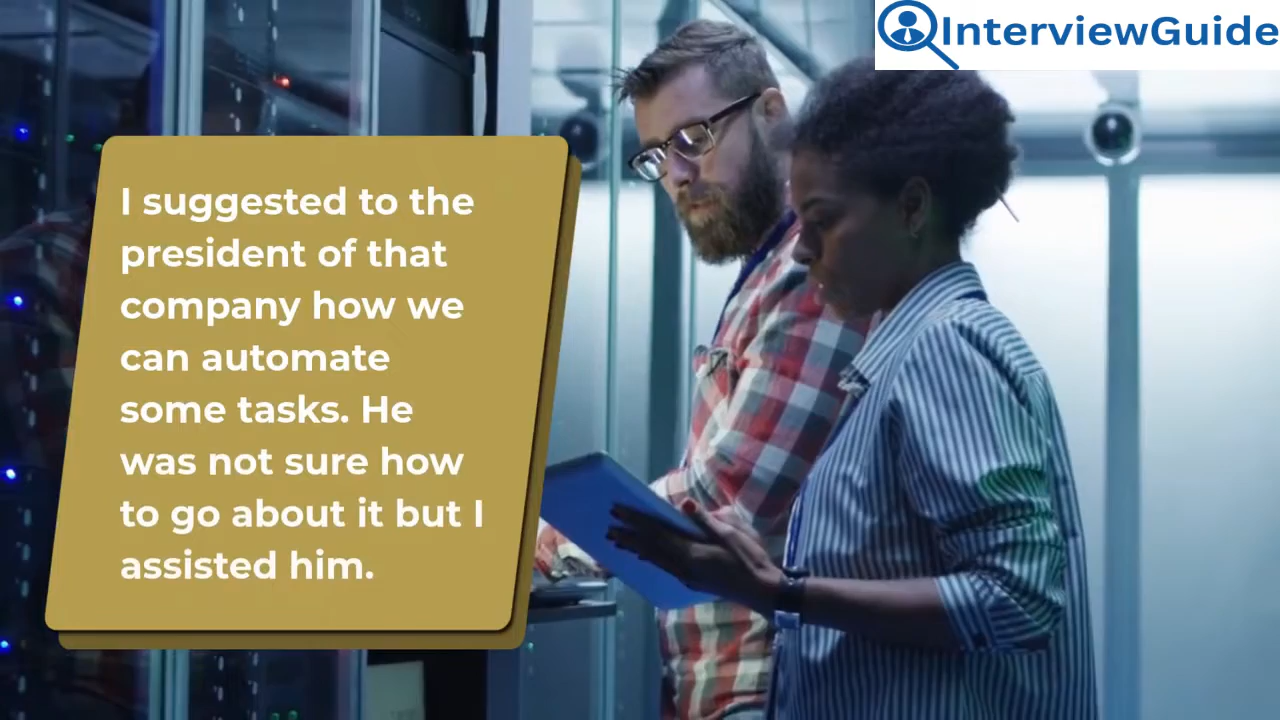 InterviewGuide
I suggested to the
president of that
company how we
can automate
some tasks. He
was not sure how
to go about it but I
assisted him.